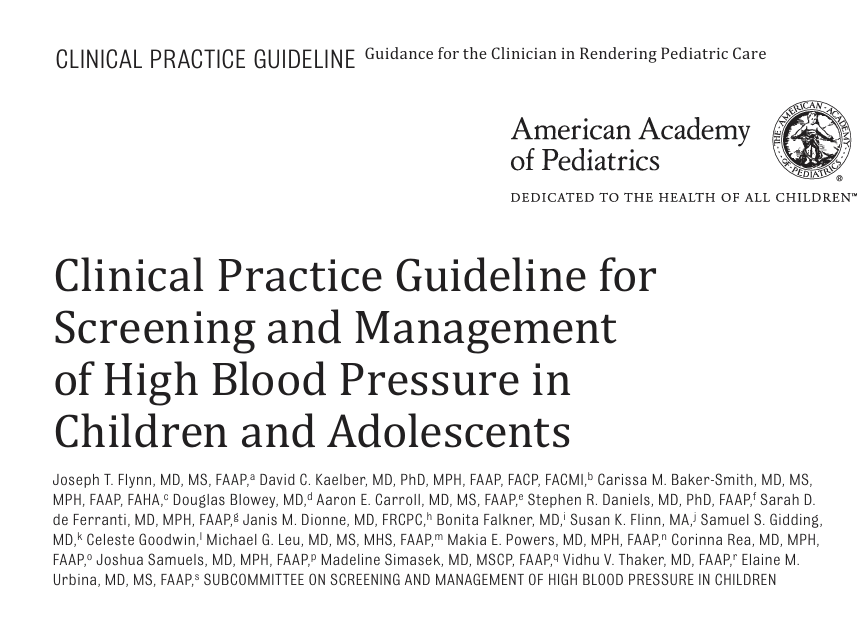 CLINICAL PRACTICE GUIDELINE Guidance for the Clinician in Rendering Pediatric Care
American Academy
of Pediatrics
THE · AMERICAN · ACADEMY · OF · PEDIATRICS
®
DEDICATED TO THE HEALTH OF ALL CHILDREN™
Clinical Practice Guideline for
Screening and Management
of High Blood Pressure in
Children and Adolescents
Joseph T. Flynn, MD, MS, FAAP,ᵃ David C. Kaelber, MD, PhD, MPH, FAAP, FACP, FACMI,ᵇ Carissa M. Baker-Smith, MD, MS,
MPH, FAAP, FAHA,ᶜ Douglas Blowey, MD,ᵈ Aaron E. Carroll, MD, MS, FAAP,ᵉ Stephen R. Daniels, MD, PhD, FAAP,ᶠ Sarah D.
de Ferranti, MD, MPH, FAAP,ᵍ Janis M. Dionne, MD, FRCPC,ʰ Bonita Falkner, MD,ⁱ Susan K. Flinn, MA,ʲ Samuel S. Gidding,
MD,ᵏ Celeste Goodwin,ˡ Michael G. Leu, MD, MS, MHS, FAAP,ᵐ Makia E. Powers, MD, MPH, FAAP,ⁿ Corinna Rea, MD, MPH,
FAAP,ᵒ Joshua Samuels, MD, MPH, FAAP,ᵖ Madeline Simasek, MD, MSCP, FAAP,q Vidhu V. Thaker, MD, FAAP,ʳ Elaine M.
Urbina, MD, MS, FAAP,ˢ SUBCOMMITTEE ON SCREENING AND MANAGEMENT OF HIGH BLOOD PRESSURE IN CHILDREN